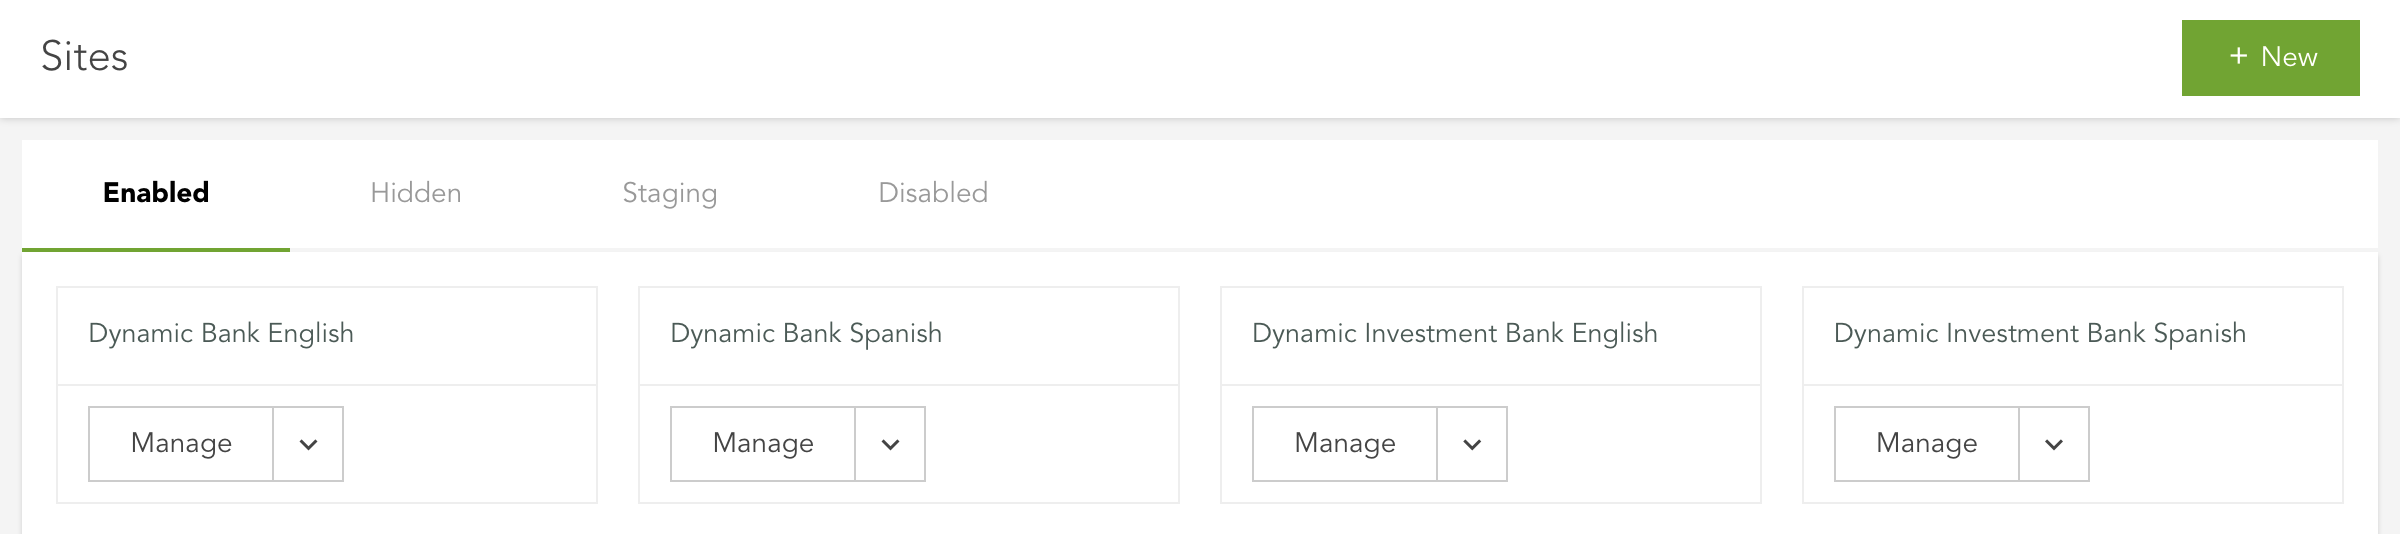 Sites
+ New
Enabled Hidden Staging Disabled
Dynamic Bank English
Manage
Dynamic Bank Spanish
Manage
Dynamic Investment Bank English
Manage
Dynamic Investment Bank Spanish
Manage